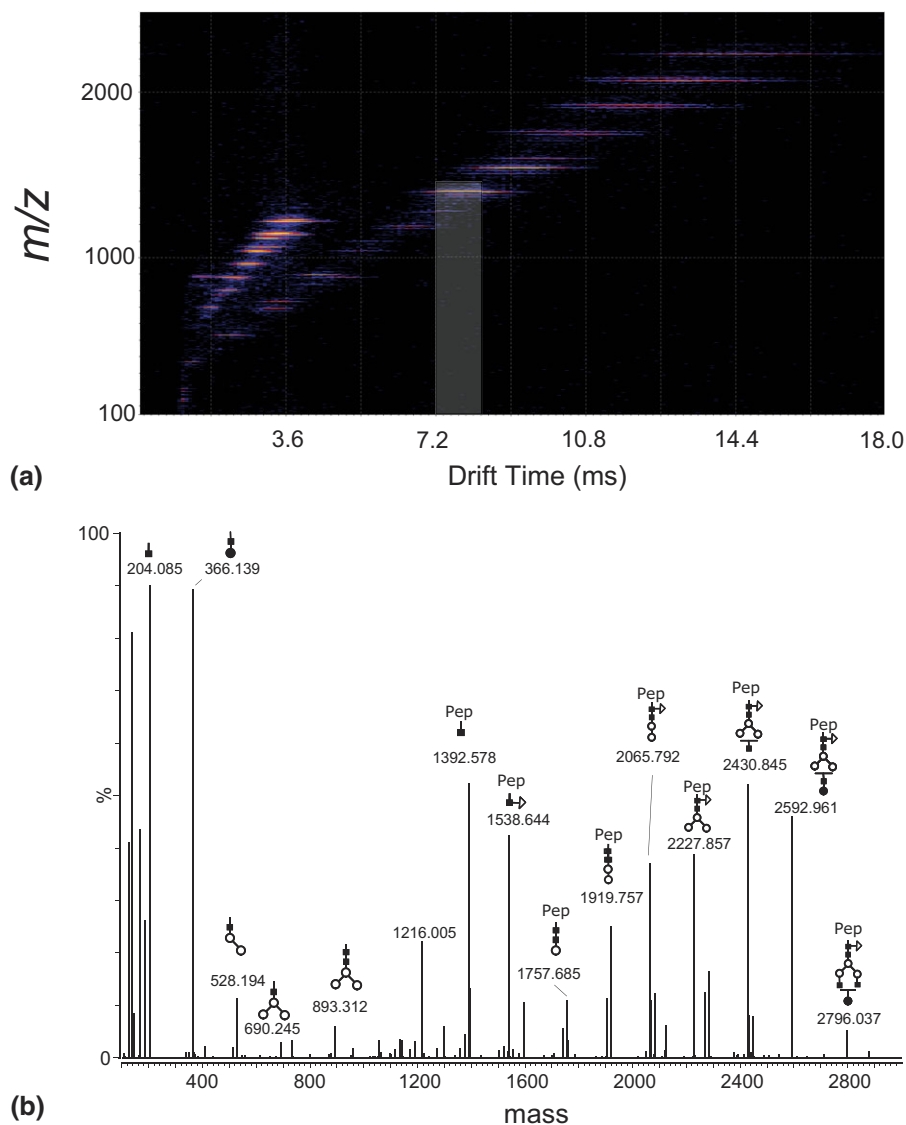 2000
m/z
1000
100
3.6
7.2
10.8
14.4
18.0
Drift Time (ms)
(a)
100
204.085
366.139
Pep
1392.578
Pep
1538.644
Pep
2065.792
Pep
2430.845
Pep
2592.961
Pep
2227.857
%
Pep
1919.757
1216.005
Pep
1757.685
528.194
690.245
893.312
Pep
2796.037
0
400
800
1200
1600
2000
2400
2800
mass
(b)